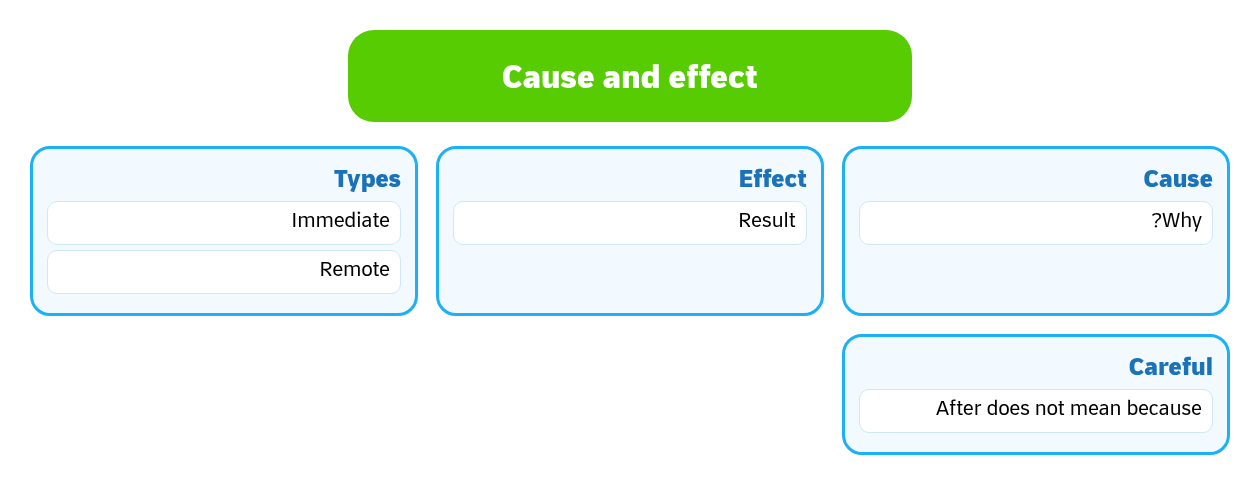 Cause and effect
Cause
?Why
Effect
Result
Types
Immediate
Remote
Careful
After does not mean because